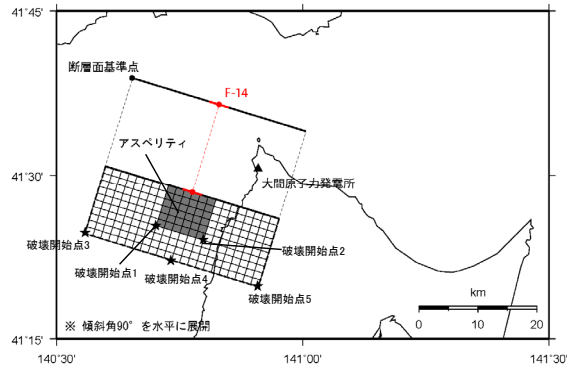 41°45'
断層面基準点
F-14
アスペリティ
41°30'
大間原子力発電所
破壊開始点3
破壊開始点2
破壊開始点1
破壊開始点4
破壊開始点5
km
0 10 20
※ 傾斜角90°を水平に展開
41°15'
140°30' 141°00' 141°30'